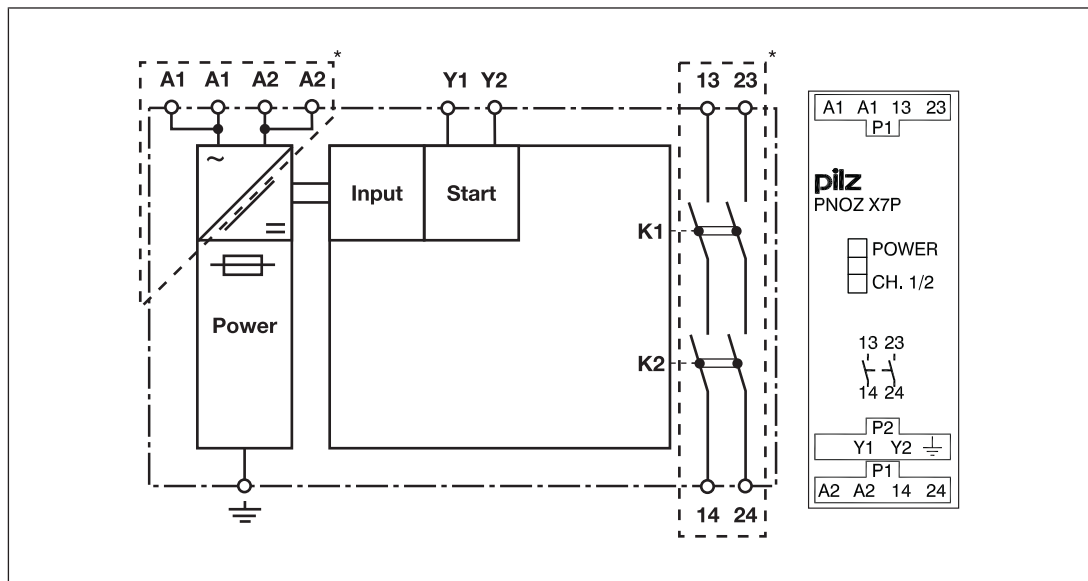 *
*
A1 A1 A2 A2
Y1 Y2
13 23
~
Input
Start
K1
Power
K2
14 24
A1 A1 13 23
P1
pilz
PNOZ X7P
POWER
CH. 1/2
13 23
14 24
P2
Y1 Y2
P1
A2 A2 14 24